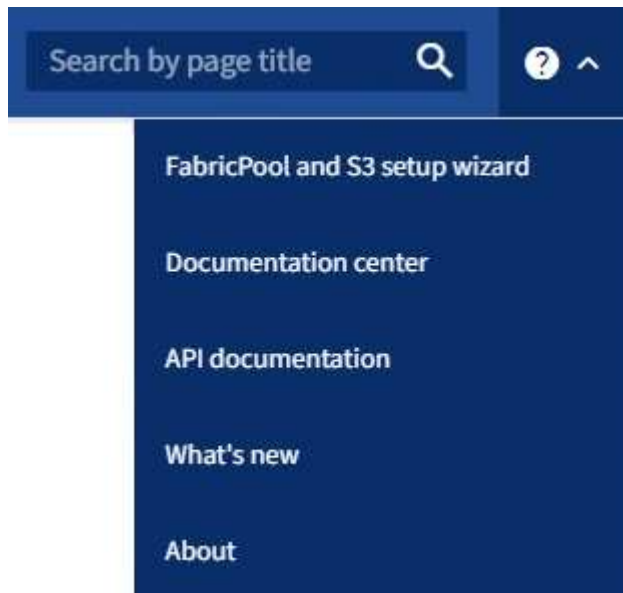 Search by page title
FabricPool and S3 setup wizard
Documentation center
API documentation
What's new
About